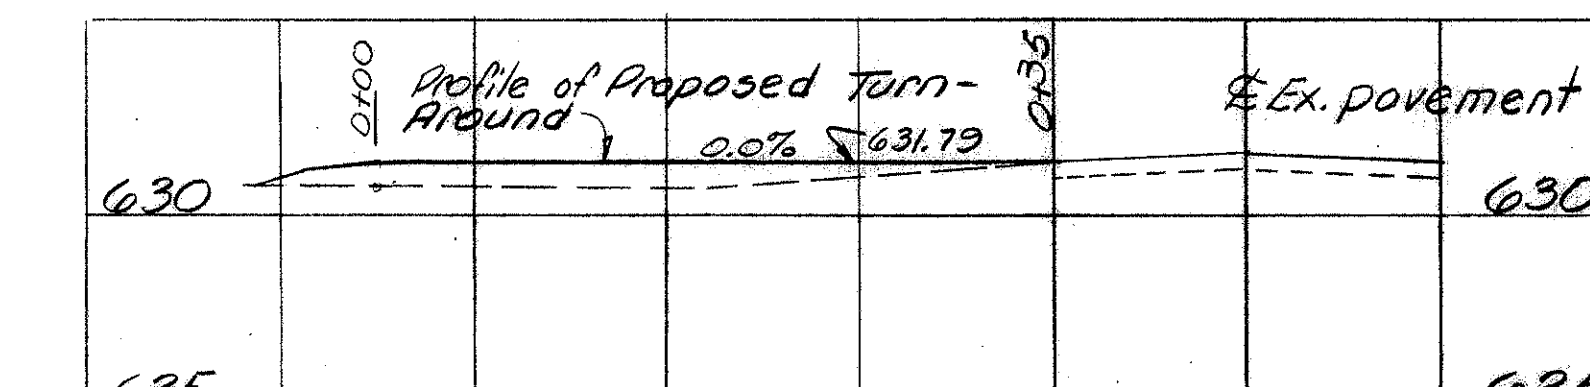 0+00
Profile of Proposed Turn-
Around
0.0%
631.79
0+35
℄ Ex. pavement
630
630